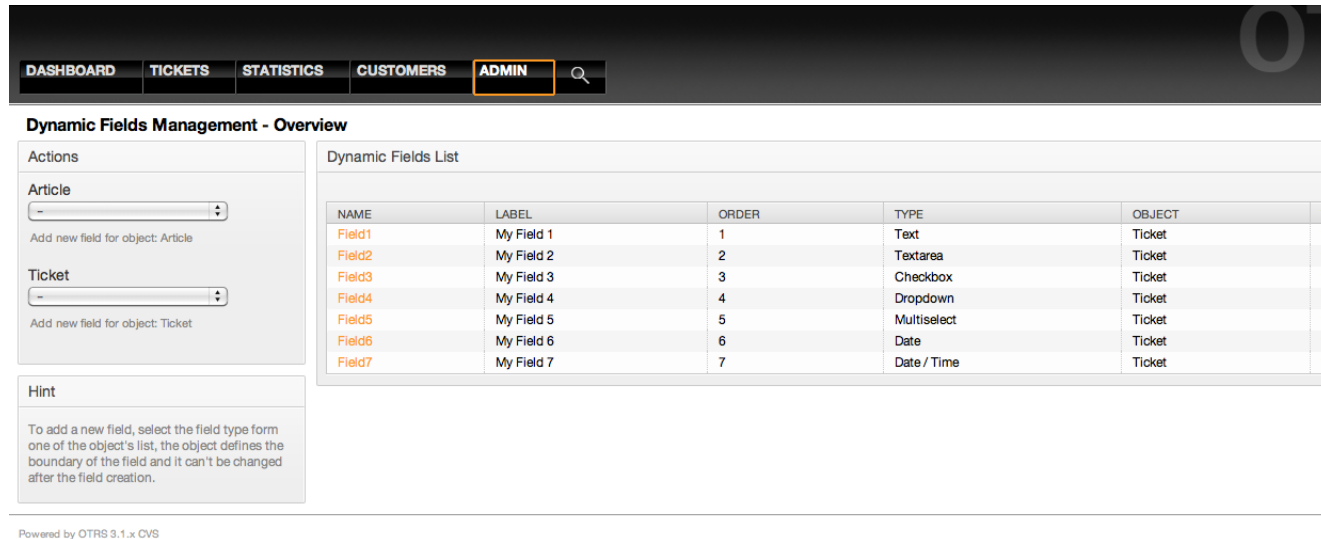 DASHBOARD TICKETS STATISTICS CUSTOMERS ADMIN
Dynamic Fields Management - Overview
Actions
Article
-
Add new field for object: Article
Ticket
-
Add new field for object: Ticket
Hint
To add a new field, select the field type form
one of the object's list, the object defines the
boundary of the field and it can't be changed
after the field creation.
Dynamic Fields List
NAME LABEL ORDER TYPE OBJECT
Field1 My Field 1 1 Text Ticket
Field2 My Field 2 2 Textarea Ticket
Field3 My Field 3 3 Checkbox Ticket
Field4 My Field 4 4 Dropdown Ticket
Field5 My Field 5 5 Multiselect Ticket
Field6 My Field 6 6 Date Ticket
Field7 My Field 7 7 Date / Time Ticket
Powered by OTRS 3.1.x CVS